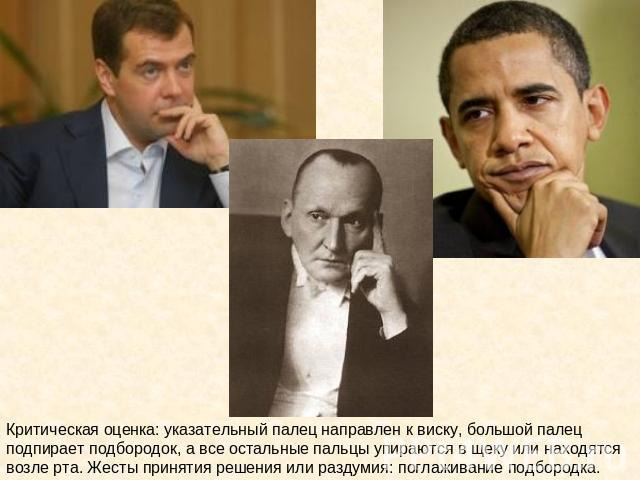 Критическая оценка: указательный палец направлен к виску, большой палец
подпирает подбородок, а все остальные пальцы упираются в щеку или находятся
возле рта. Жесты принятия решения или раздумия: поглаживание подбородка.